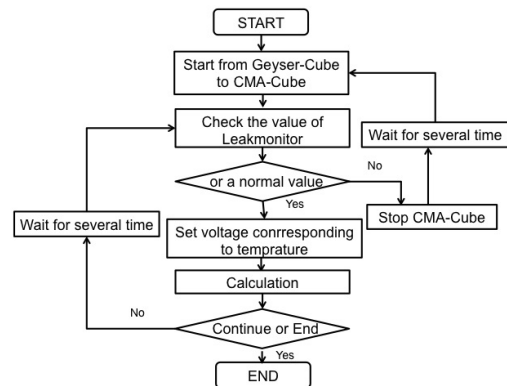 START
Start from Geyser-Cube
to CMA-Cube
Check the value of
Leakmonitor
Wait for several time
No
or a normal value
Yes
Stop CMA-Cube
Wait for several time
Set voltage conrresponding
to temprature
Calculation
No
Continue or End
Yes
END